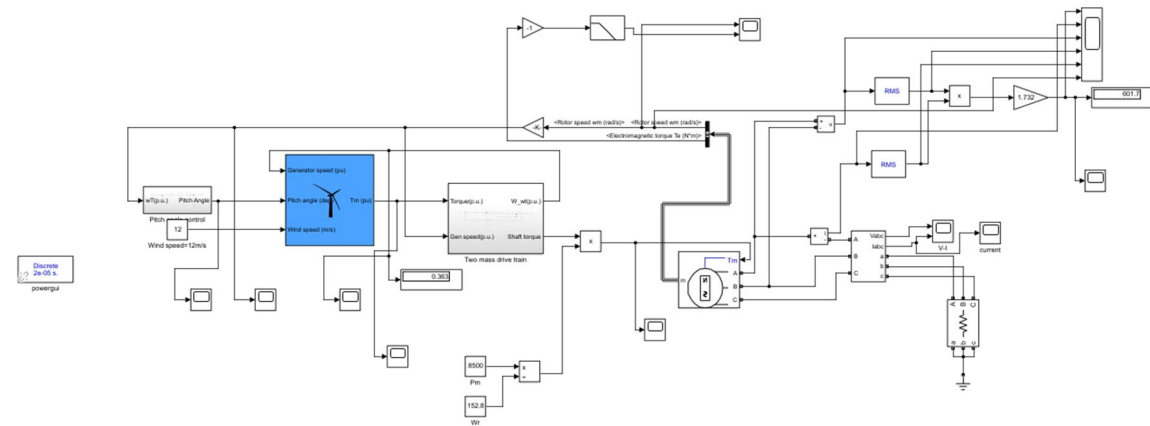 -1
RMS
x
1.732
601.7
<Rotor speed wm (rad/s)> <Rotor speed wm (rad/s)>
-K-
<Electromagnetic torque Te (N*m)>
+
-
v
RMS
Generator speed (pu)
wT(p.u.) Pitch Angle
Pitch angle (deg) Tm (pu)
Wind speed (m/s)
12
Wind speed=12m/s
Torque(p.u.) W_wt(p.u.)
Gen speed(p.u.) Shaft torque
Two mass drive train
x
Tm
m
A
B
C
+
-
i
A
B
C
Vabc
Iabc
a
b
c
V-I
current
Discrete
2e-05 s.
powergui
0.363
A
B
C
a
b
c
8500
Pm
x
÷
152.8
Wr